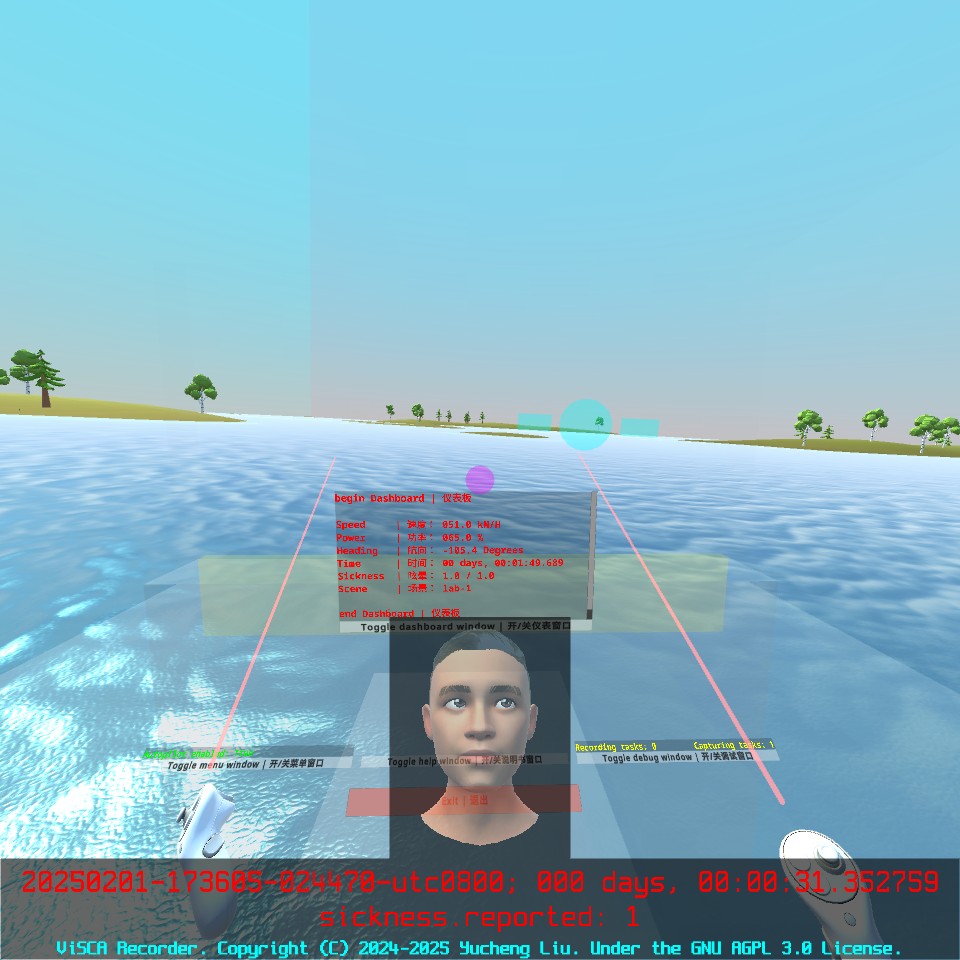 begin Dashboard | 仪表板
Speed | 速度: 051.0 kM/H
Power | 功率: 065.0 %
Heading | 航向: -105.4 Degrees
Time | 时间: 00 days, 00:01:49.689
Sickness | 眩晕: 1.0 / 1.0
Scene | 场景: lab-1
end Dashboard | 仪表板
Toggle dashboard window | 开/关仪表窗口
Recording tasks: 0 Capturing tasks: 1
Toggle menu window | 开/关菜单窗口
Toggle help window | 开/关说明书窗口
Toggle debug window | 开/关调试窗口
Exit | 退出
20250201-173605-024470-utc0800; 000 days, 00:00:31.352759
sickness.reported: 1
ViSCA Recorder. Copyright (C) 2024-2025 Yucheng Liu. Under the GNU AGPL 3.0 License.